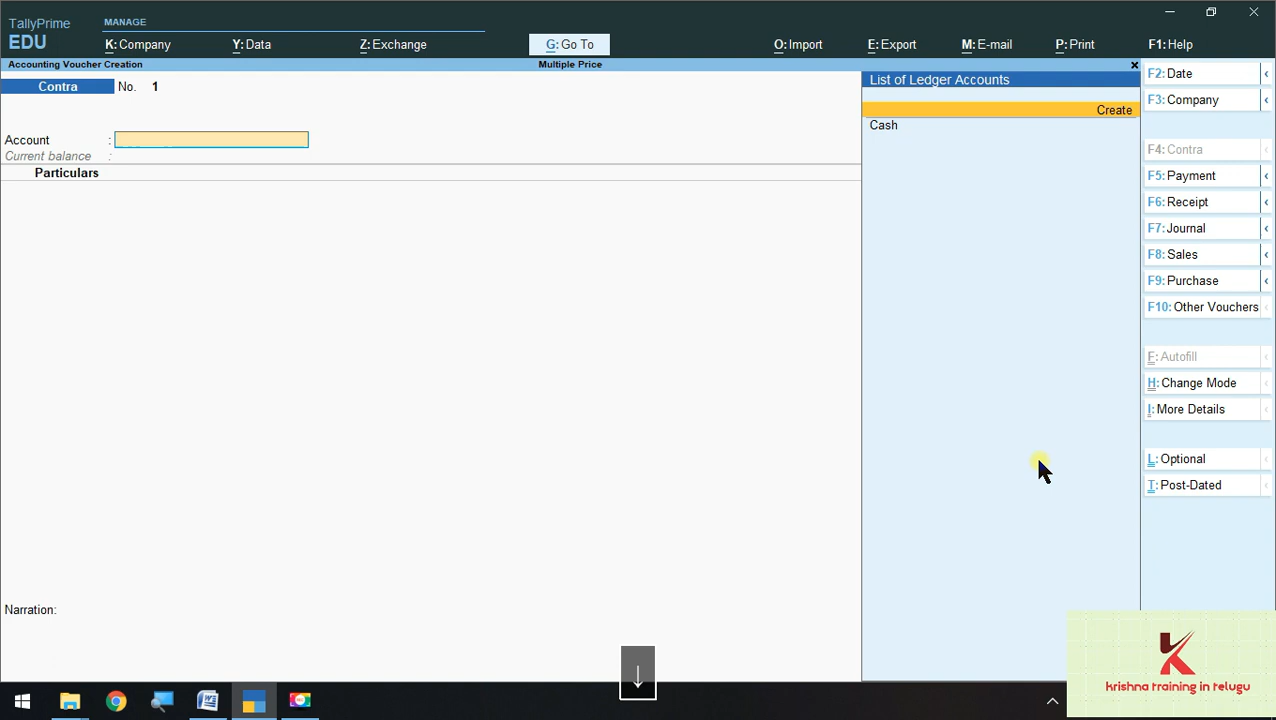 TallyPrime
EDU
MANAGE
K: Company
Y: Data
Z: Exchange
G: Go To
O: Import
E: Export
M: E-mail
P: Print
F1: Help
Accounting Voucher Creation
Multiple Price
×
Contra No. 1
Account :
Current balance :
Particulars
Narration:
List of Ledger Accounts
Create
Cash
F2: Date
F3: Company
F4: Contra
F5: Payment
F6: Receipt
F7: Journal
F8: Sales
F9: Purchase
F10: Other Vouchers
F: Autofill
H: Change Mode
I: More Details
L: Optional
T: Post-Dated
↓
krishna training in telugu